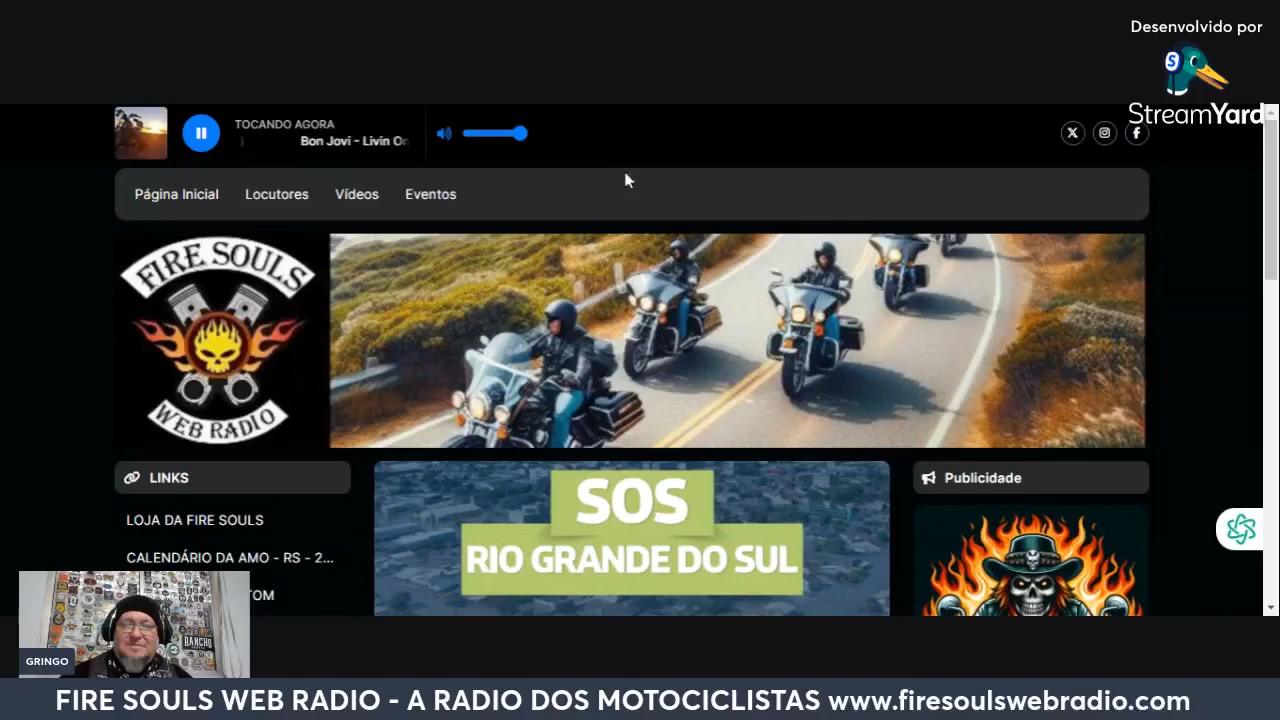 Desenvolvido por
StreamYard
TOCANDO AGORA
Bon Jovi - Livin On
Página Inicial
Locutores
Vídeos
Eventos
FIRE SOULS
WEB RADIO
LINKS
LOJA DA FIRE SOULS
CALENDÁRIO DA AMO - RS - 2...
TOM
SOS
RIO GRANDE DO SUL
Publicidade
RANCHO
GRINGO
FIRE SOULS WEB RADIO - A RADIO DOS MOTOCICLISTAS www.firesoulswebradio.com